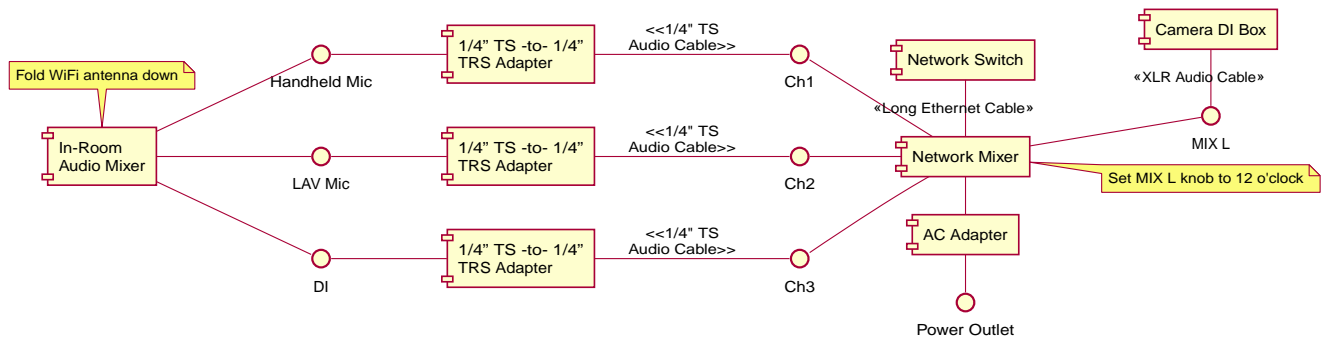 <<1/4" TS
Audio Cable>>
1/4” TS -to- 1/4”
TRS Adapter
Camera DI Box
Network Switch
Fold WiFi antenna down
Handheld Mic
Ch1
«XLR Audio Cable»
«Long Ethernet Cable»
<<1/4" TS
Audio Cable>>
In-Room
Audio Mixer
1/4” TS -to- 1/4”
TRS Adapter
Network Mixer
MIX L
LAV Mic
Ch2
Set MIX L knob to 12 o'clock
<<1/4" TS
Audio Cable>>
AC Adapter
1/4” TS -to- 1/4”
TRS Adapter
DI
Ch3
Power Outlet